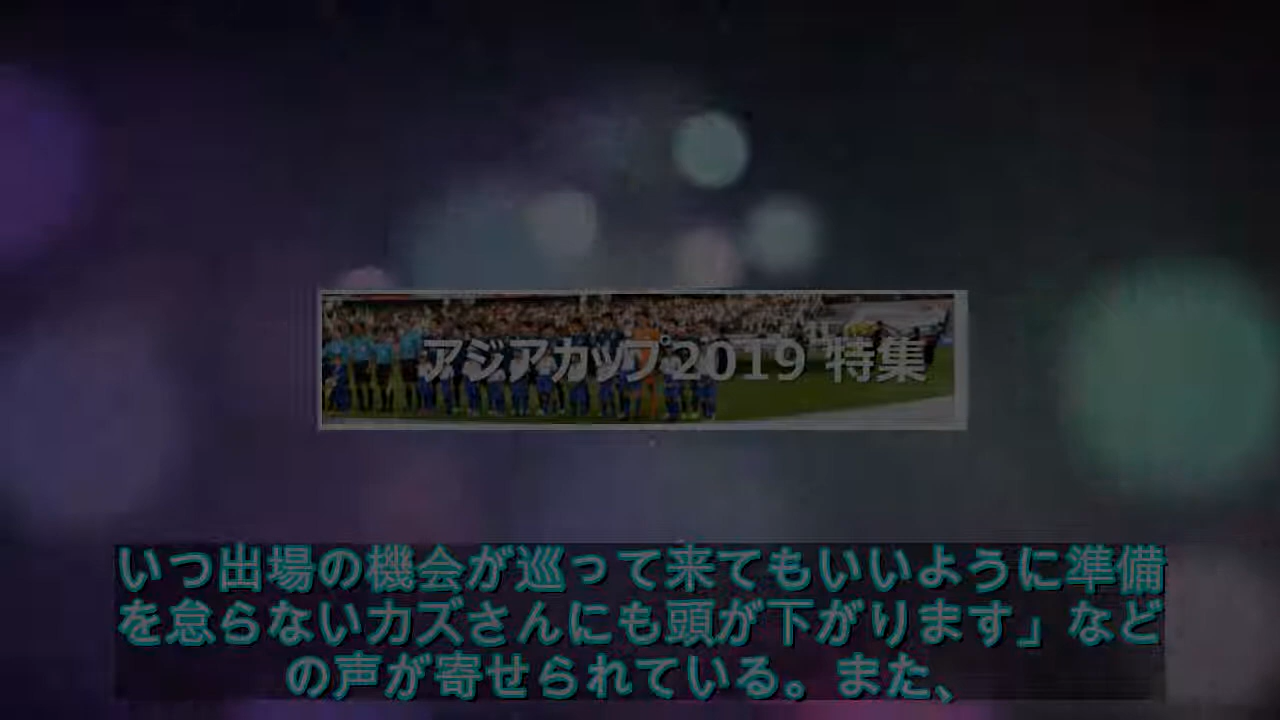 アジアカップ2019 特集
いつ出場の機会が巡って来てもいいように準備
を怠らないカズさんにも頭が下がります」など
の声が寄せられている。また、